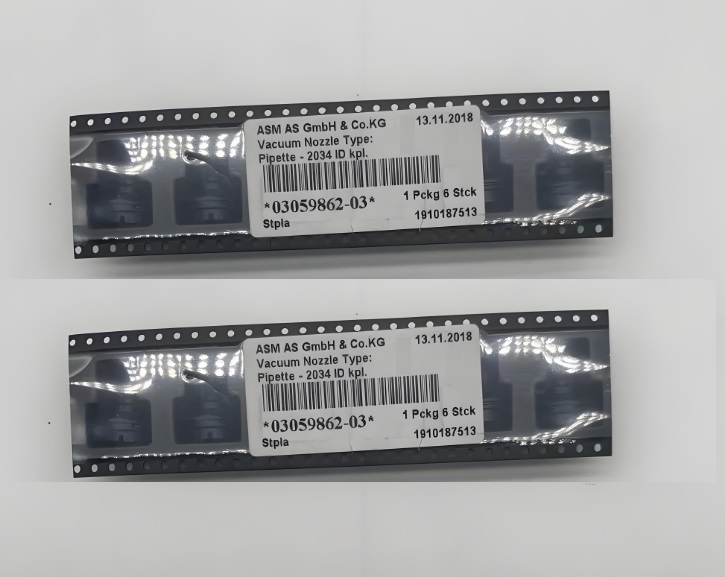 ASM AS GmbH & Co.KG 13.11.2018
Vacuum Nozzle Type:
Pipette - 2034 ID kpl.
*03059862-03* 1 Pckg 6 Stck
Stpla 1910187513
ASM AS GmbH & Co.KG 13.11.2018
Vacuum Nozzle Type:
Pipette - 2034 ID kpl.
*03059862-03* 1 Pckg 6 Stck
Stpla 1910187513